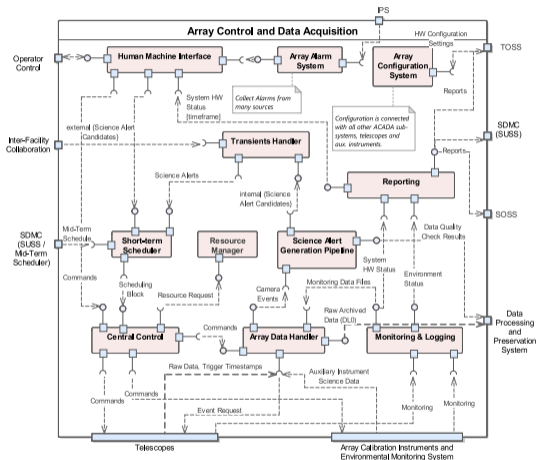 Array Control and Data Acquisition
IPS
Operator
Control
Human Machine Interface
Array Alarm
System
Array
Configuration
System
HW Configuration
Settings
TOSS
System HW
Status
[timeframe]
Collect Alarms from
many sources
Configuration is connected
with all other ACADA sub-
systems, telescopes and
aux. instruments.
Reports
external (Science Alert
Candidates)
Inter-Facility
Collaboration
Transients Handler
SDMC
(SUSS)
Reports
Science Alerts
internal (Science
Alert Candidates)
Reporting
SOSS
SDMC
(SUSS /
Mid-Term
Scheduler)
Mid-Term
Schedule
Short-term
Scheduler
Resource
Manager
Science Alert
Generation Pipeline
Data Quality
Check Results
System
HW Status
Environment
Status
Commands
Scheduling
Block
Resource Request
Camera
Events
Monitoring Data Files
Raw Archived
Data (DL0)
Data
Processing
and
Preservation
System
Central Control
Commands
Array Data Handler
Monitoring & Logging
Raw Data, Trigger Timestamps
Auxiliary Instrument
Science Data
Commands
Commands
Event Request
Monitoring
Monitoring
Telescopes
Array Calibration Instruments and
Environmental Monitoring System